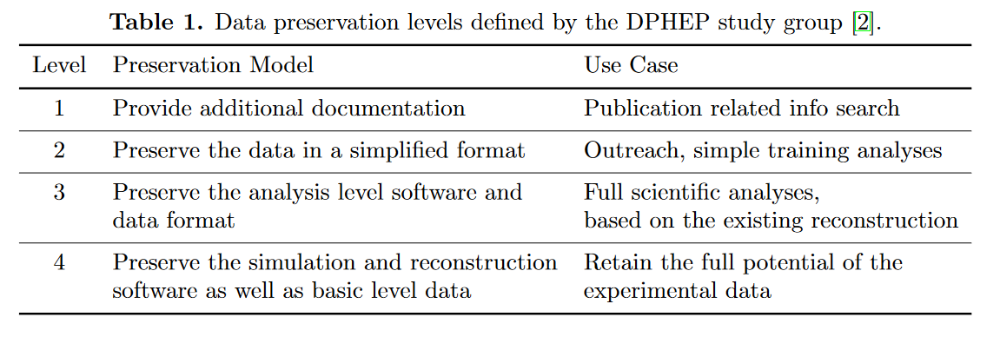 Table 1. Data preservation levels defined by the DPHEP study group [2].
Level Preservation Model Use Case
1 Provide additional documentation Publication related info search
2 Preserve the data in a simplified format Outreach, simple training analyses
3 Preserve the analysis level software and Full scientific analyses,
data format based on the existing reconstruction
4 Preserve the simulation and reconstruction Retain the full potential of the
software as well as basic level data experimental data